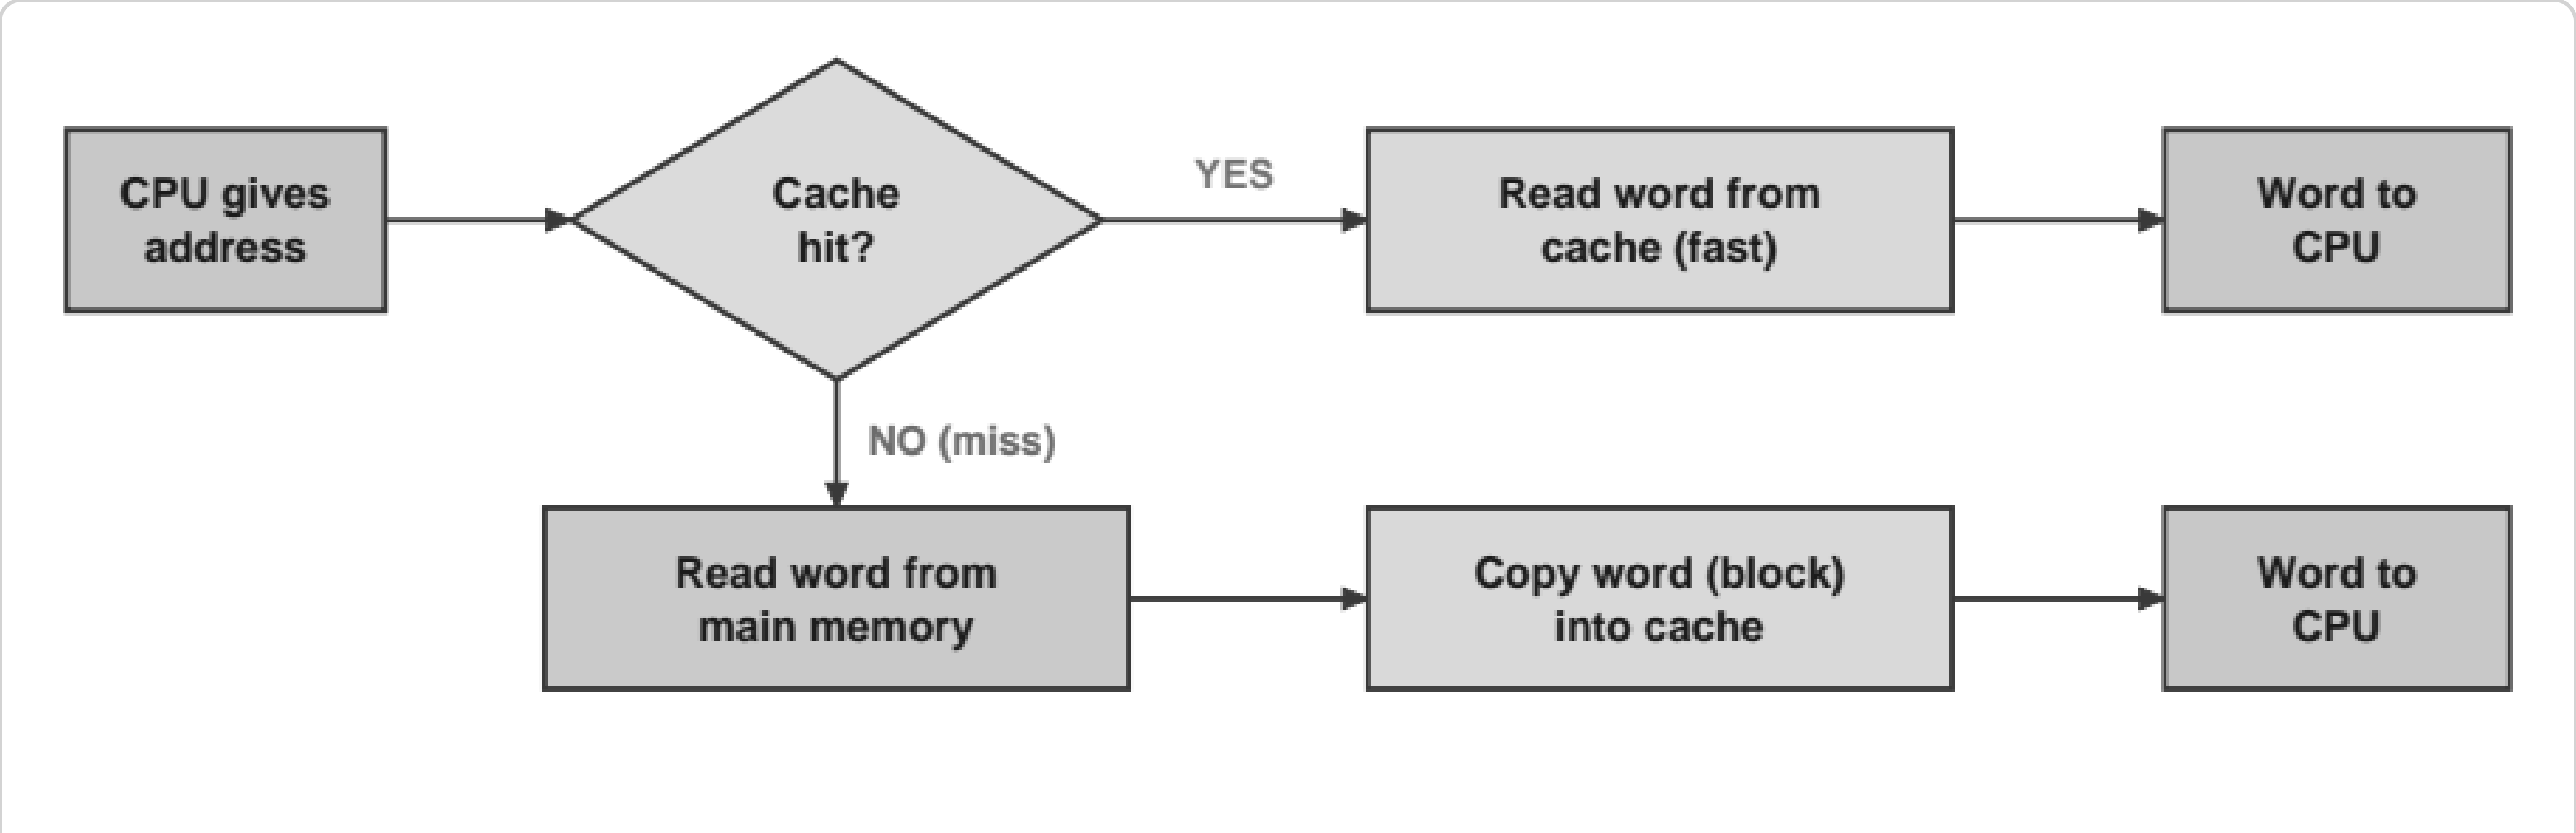 CPU gives
address
Cache
hit?
YES
Read word from
cache (fast)
Word to
CPU
NO (miss)
Read word from
main memory
Copy word (block)
into cache
Word to
CPU